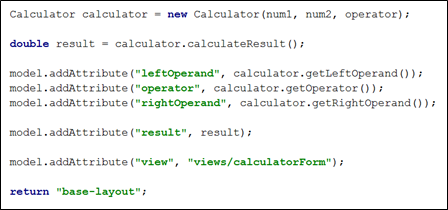 Calculator calculator = new Calculator(num1, num2, operator);
double result = calculator.calculateResult();
model.addAttribute("leftOperand", calculator.getLeftOperand());
model.addAttribute("operator", calculator.getOperator());
model.addAttribute("rightOperand", calculator.getRightOperand());
model.addAttribute("result", result);
model.addAttribute("view", "views/calculatorForm");
return "base-layout";